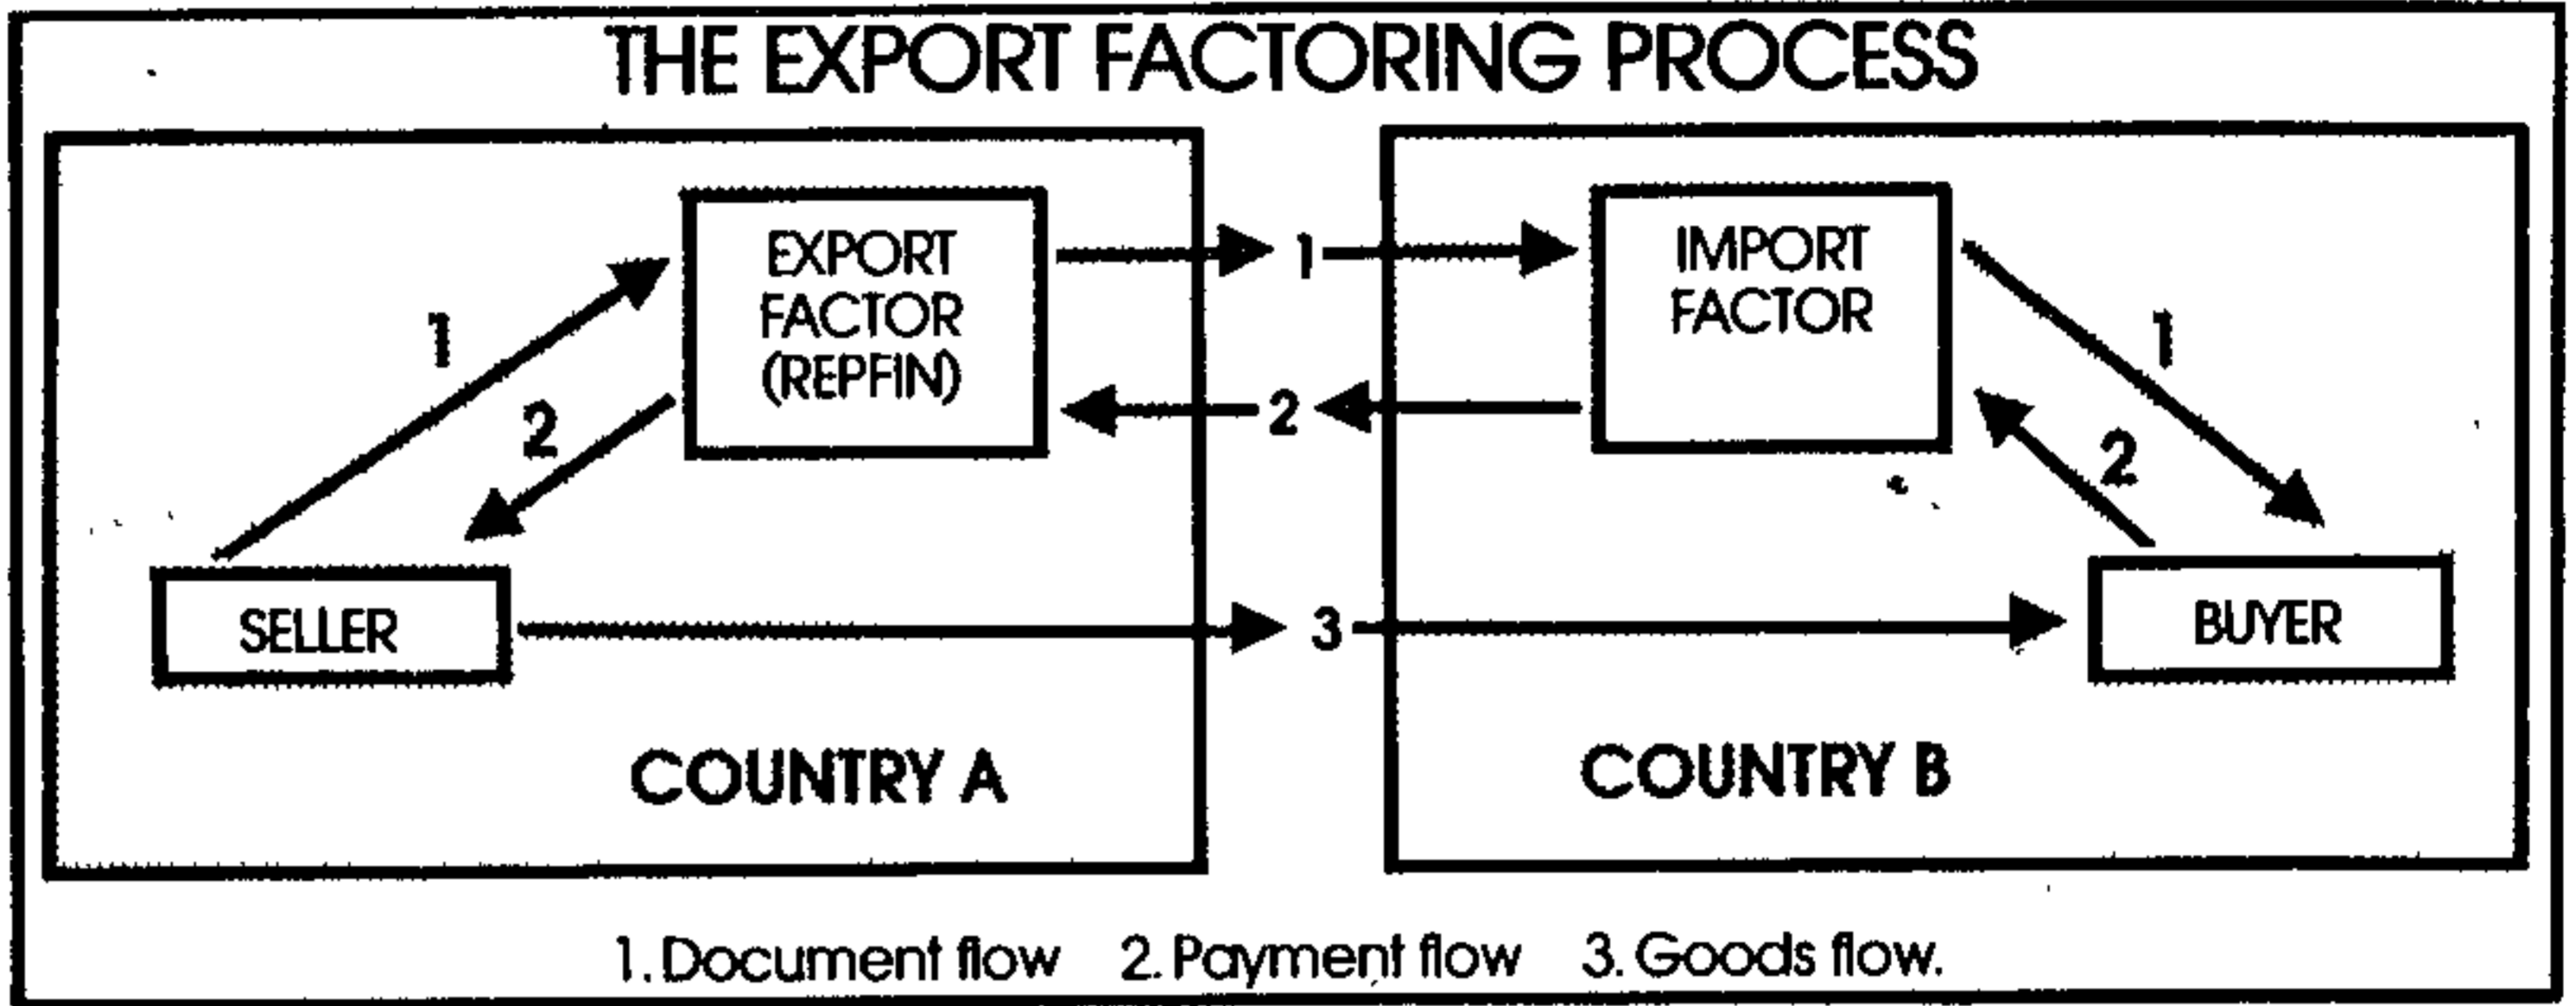 THE EXPORT FACTORING PROCESS
EXPORT
FACTOR
(REPFIN)
IMPORT
FACTOR
1
1
1
2
2
2
SELLER
3
BUYER
COUNTRY A
COUNTRY B
1. Document flow 2. Payment flow 3. Goods flow.